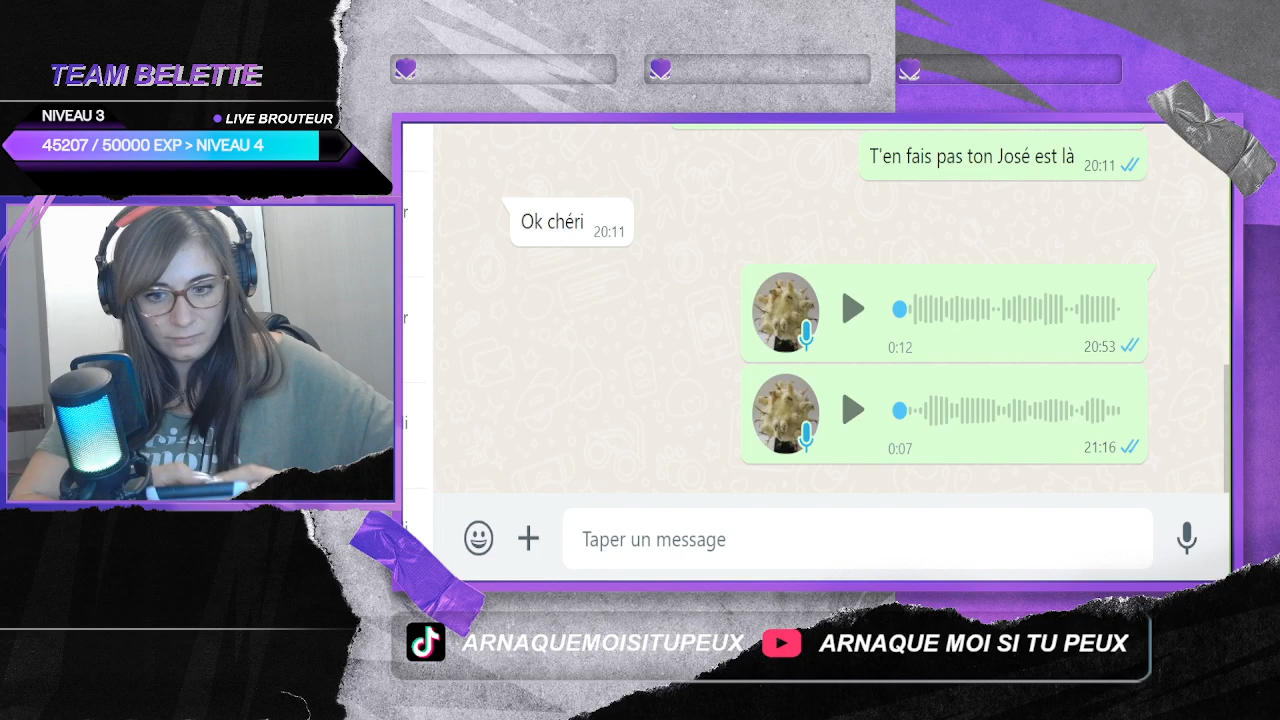 TEAM BELETTE
NIVEAU 3
LIVE BROUTEUR
45207 / 50000 EXP > NIVEAU 4
T'en fais pas ton José est là 20:11
Ok chéri 20:11
0:12 20:53
0:07 21:16
Taper un message
ARNAQUEMOISITUPEUX
ARNAQUE MOI SI TU PEUX